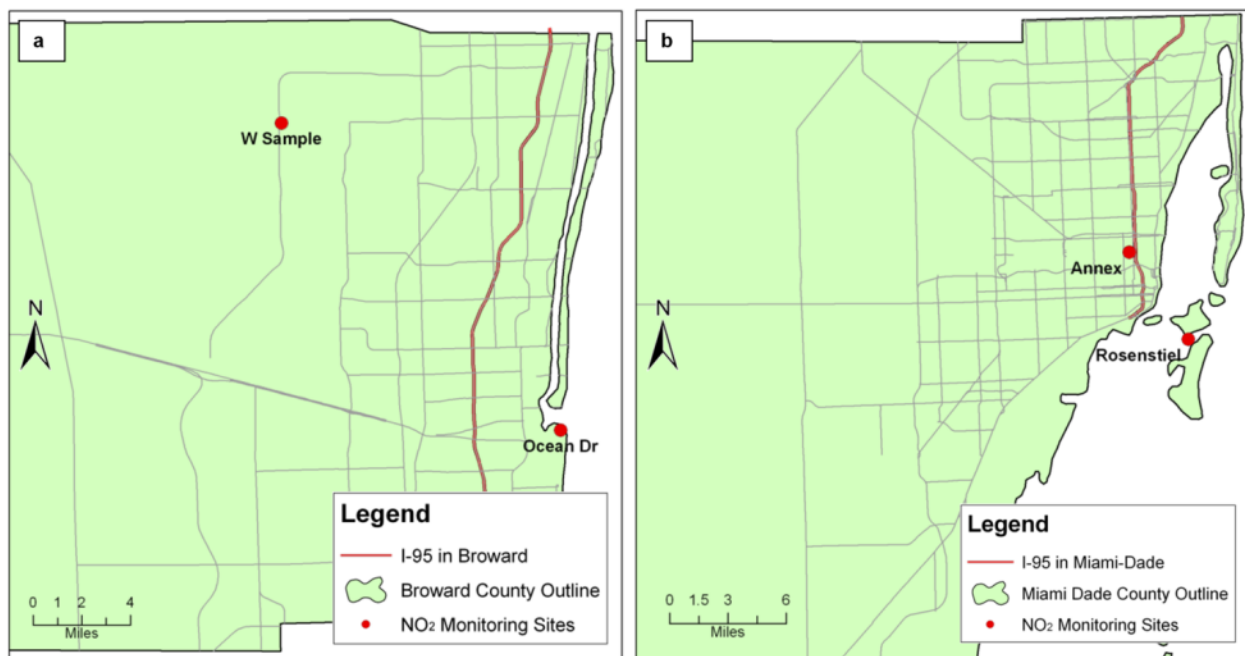 a
W Sample
N
Ocean Dr
Legend
I-95 in Broward
Broward County Outline
NO₂ Monitoring Sites
0 1 2 4
Miles
b
Annex
N
Rosenstiel
Legend
I-95 in Miami-Dade
Miami Dade County Outline
NO₂ Monitoring Sites
0 1.5 3 6
Miles